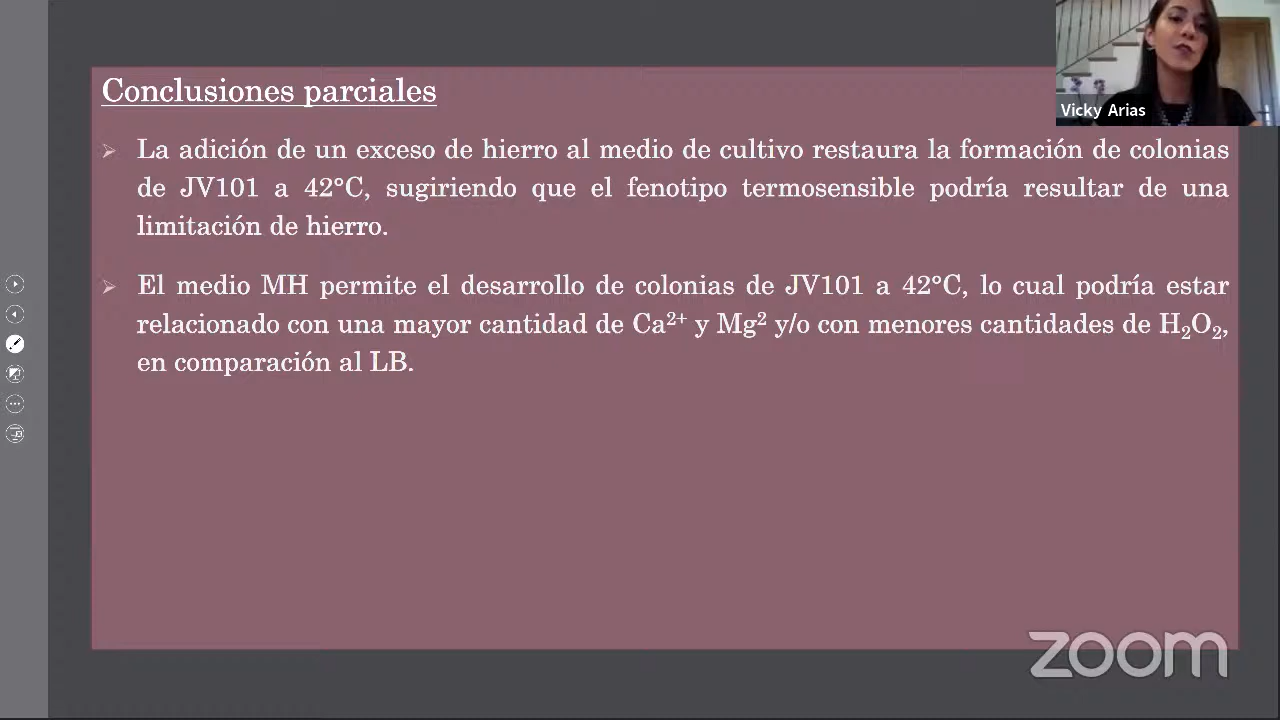 Conclusiones parciales
Vicky Arias
La adición de un exceso de hierro al medio de cultivo restaura la formación de colonias
de JV101 a 42°C, sugiriendo que el fenotipo termosensible podría resultar de una
limitación de hierro.
El medio MH permite el desarrollo de colonias de JV101 a 42°C, lo cual podría estar
relacionado con una mayor cantidad de Ca²⁺ y Mg² y/o con menores cantidades de H₂O₂,
en comparación al LB.
zoom